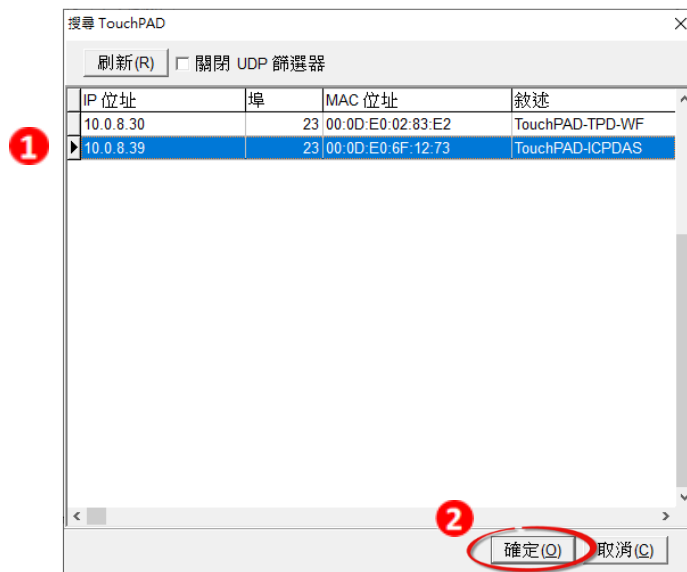 搜尋 TouchPAD
刷新(R) 關閉 UDP 篩選器
IP 位址 埠 MAC 位址 敘述
10.0.8.30 23 00:0D:E0:02:83:E2 TouchPAD-TPD-WF
1 10.0.8.39 23 00:0D:E0:6F:12:73 TouchPAD-ICPDAS
2
確定(O) 取消(C)